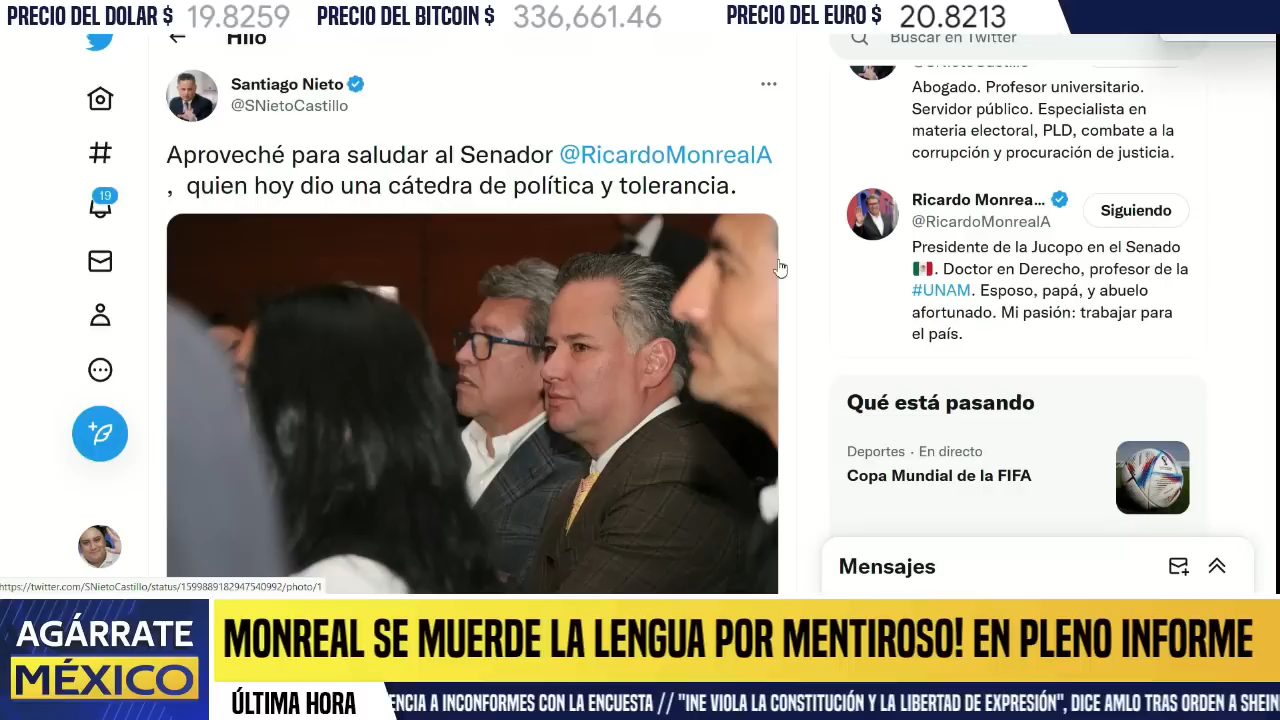 PRECIO DEL DOLAR $ 19.8259 PRECIO DEL BITCOIN $ 336,661.46 PRECIO DEL EURO $ 20.8213
Hilo
Buscar en Twitter
Santiago Nieto
@SNietoCastillo
Aproveché para saludar al Senador @RicardoMonrealA
, quien hoy dio una cátedra de política y tolerancia.
19
Abogado. Profesor universitario.
Servidor público. Especialista en
materia electoral, PLD, combate a la
corrupción y procuración de justicia.
Ricardo Monrea...
Siguiendo
@RicardoMonrealA
Presidente de la Jucopo en el Senado
🇲🇽. Doctor en Derecho, profesor de la
#UNAM. Esposo, papá, y abuelo
afortunado. Mi pasión: trabajar para
el país.
Qué está pasando
Deportes · En directo
Copa Mundial de la FIFA
Mensajes
https://twitter.com/SNietoCastillo/status/1599889182947540992/photo/1
AGÁRRATE
MÉXICO
MONREAL SE MUERDE LA LENGUA POR MENTIROSO! EN PLENO INFORME
ÚLTIMA HORA
ENCIA A INCONFORMES CON LA ENCUESTA // "INE VIOLA LA CONSTITUCIÓN Y LA LIBERTAD DE EXPRESIÓN", DICE AMLO TRAS ORDEN A SHEIN